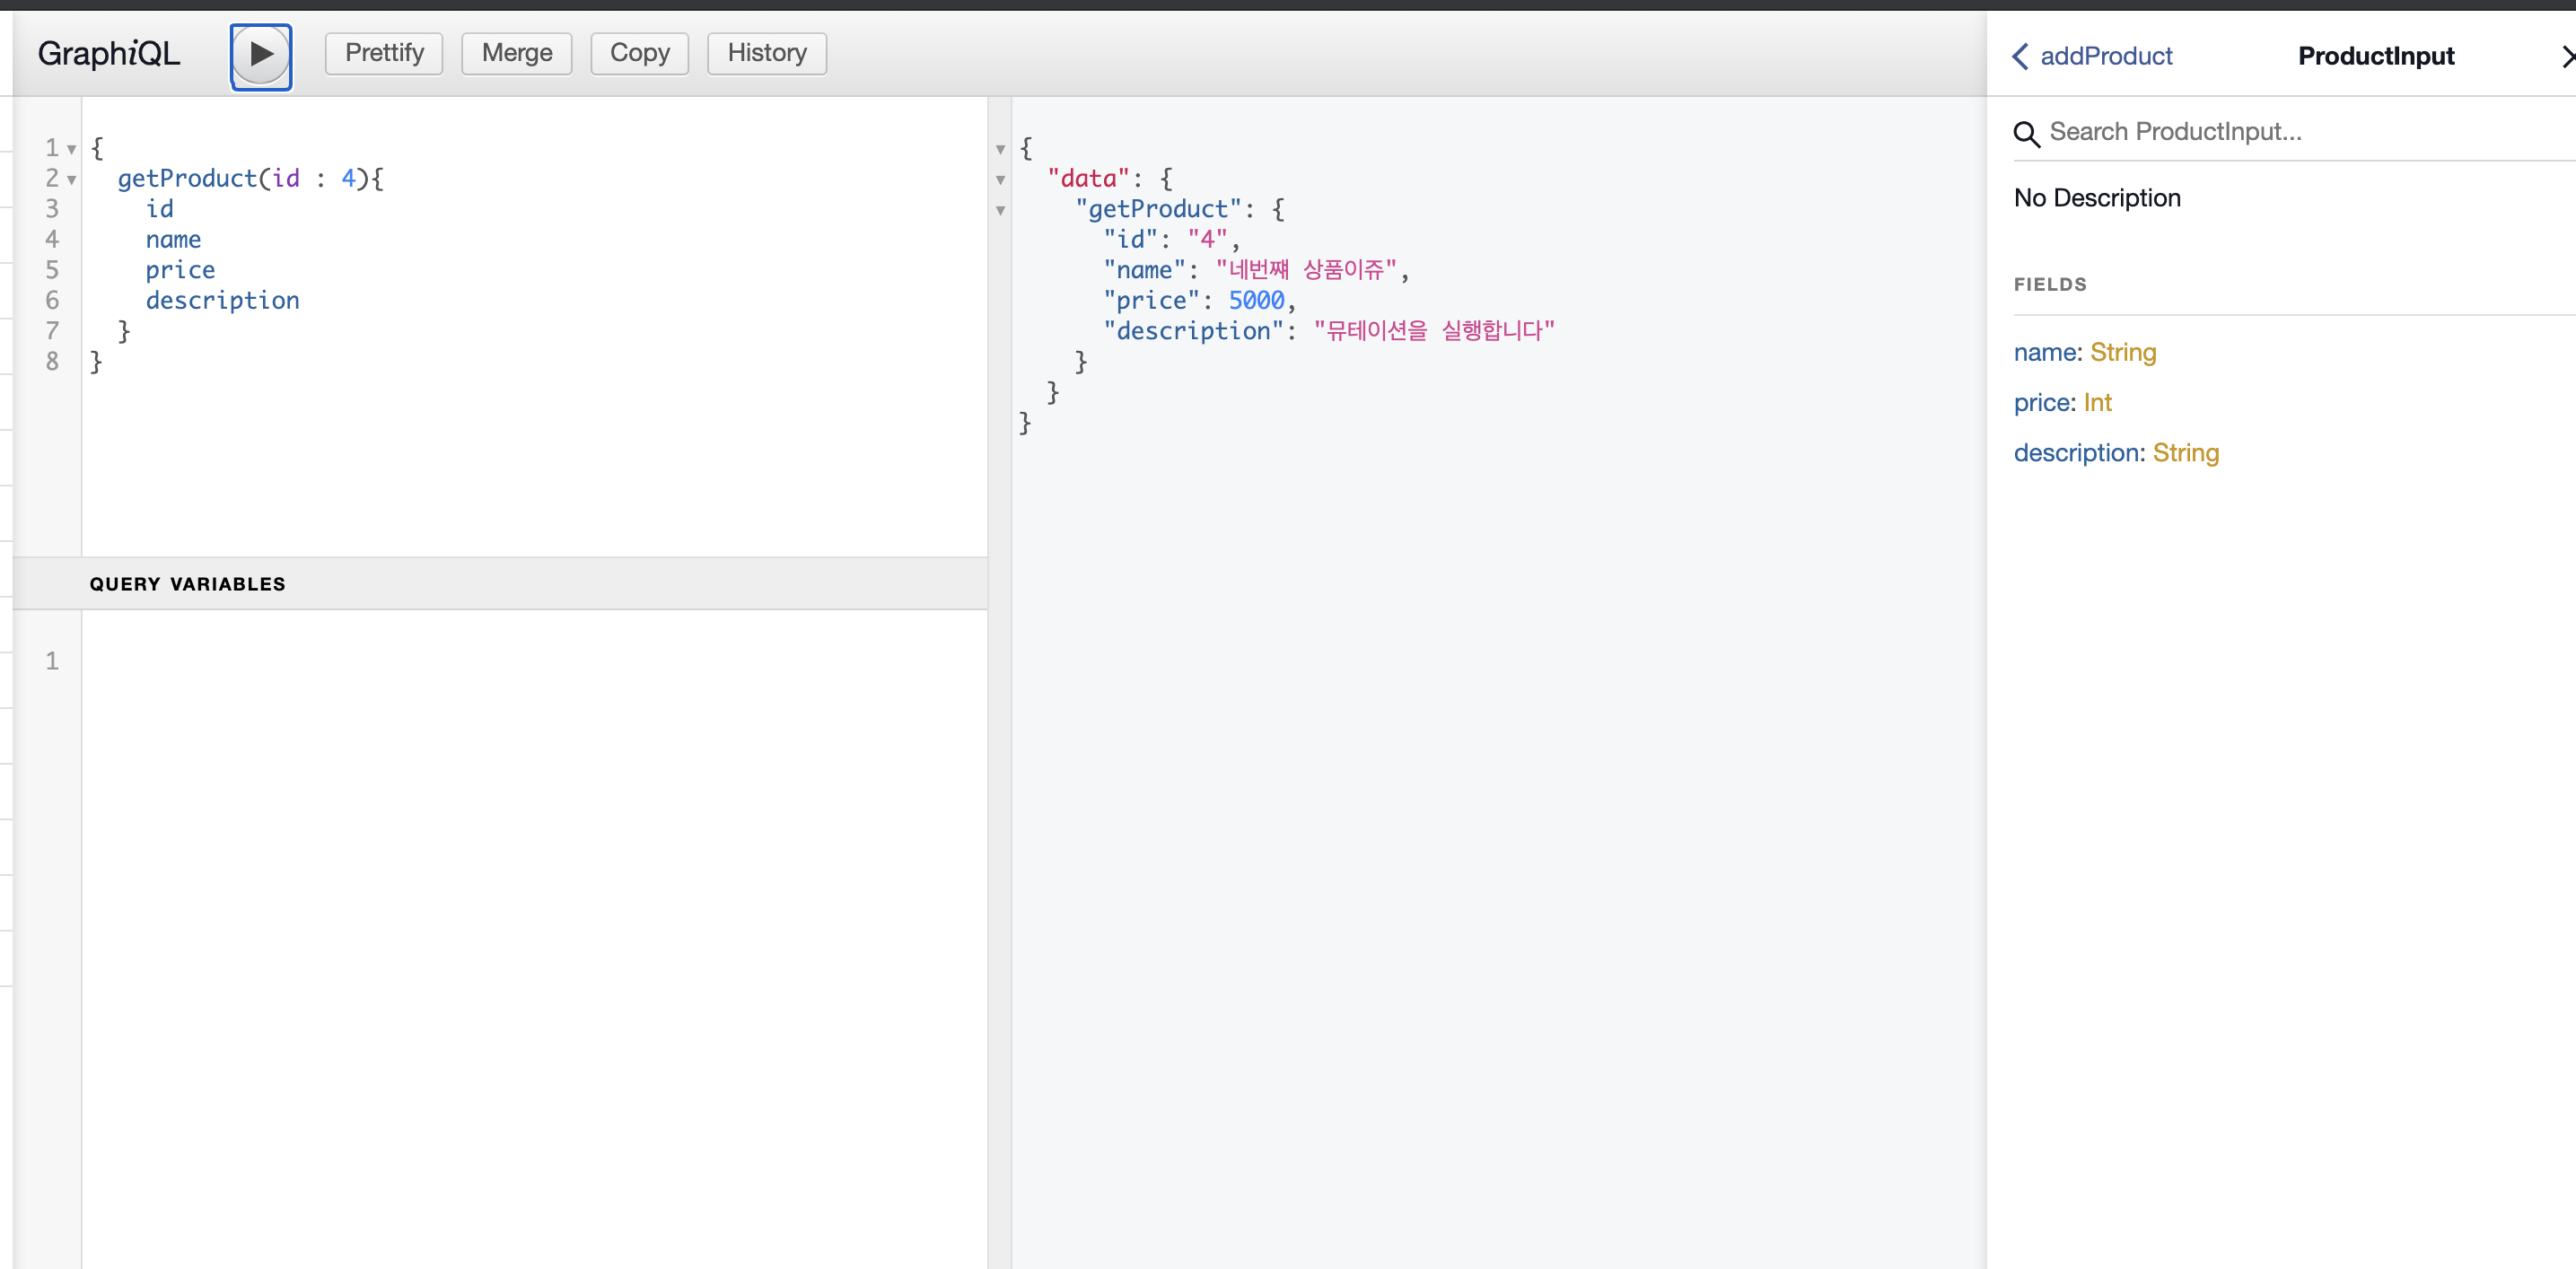 GraphiQL
Prettify
Merge
Copy
History
addProduct
ProductInput
1 {
2 getProduct(id : 4){
3 id
4 name
5 price
6 description
7 }
8 }
QUERY VARIABLES
1
{
"data": {
"getProduct": {
"id": "4",
"name": "네번째 상품이쥬",
"price": 5000,
"description": "뮤테이션을 실행합니다"
}
}
}
Search ProductInput...
No Description
FIELDS
name: String
price: Int
description: String